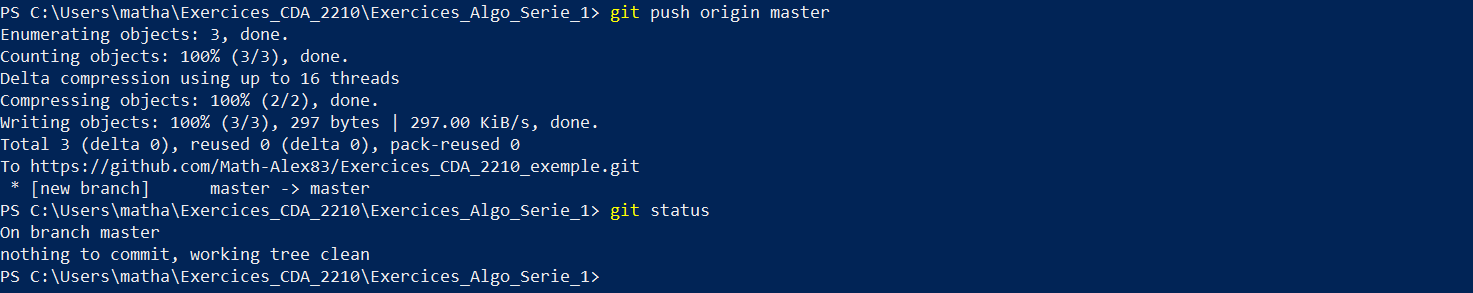 PS C:\Users\matha\Exercices_CDA_2210\Exercices_Algo_Serie_1> git push origin master
Enumerating objects: 3, done.
Counting objects: 100% (3/3), done.
Delta compression using up to 16 threads
Compressing objects: 100% (2/2), done.
Writing objects: 100% (3/3), 297 bytes | 297.00 KiB/s, done.
Total 3 (delta 0), reused 0 (delta 0), pack-reused 0
To https://github.com/Math-Alex83/Exercices_CDA_2210_exemple.git
 * [new branch]      master -> master
PS C:\Users\matha\Exercices_CDA_2210\Exercices_Algo_Serie_1> git status
On branch master
nothing to commit, working tree clean
PS C:\Users\matha\Exercices_CDA_2210\Exercices_Algo_Serie_1>